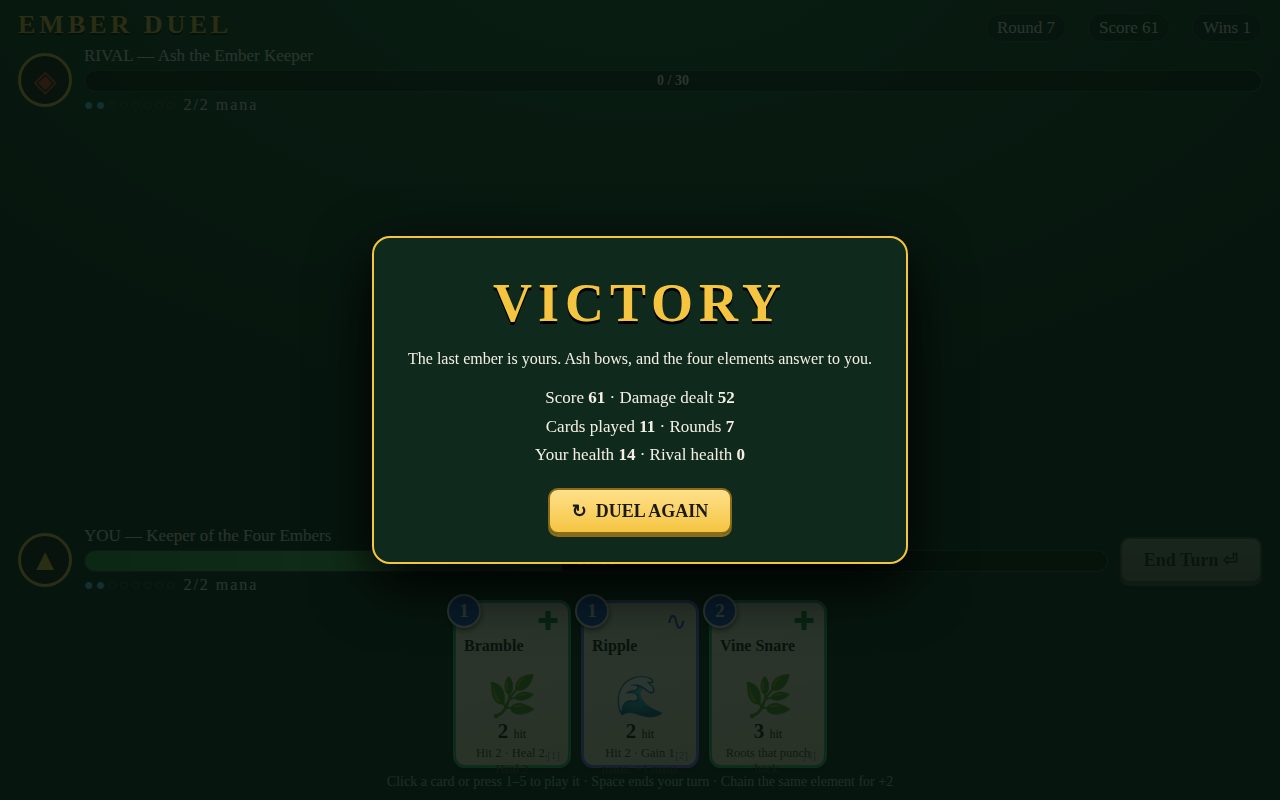 EMBER DUEL
Round 7 Score 61 Wins 1
RIVAL — Ash the Ember Keeper
0 / 30
2/2 mana
VICTORY
The last ember is yours. Ash bows, and the four elements answer to you.
Score 61 · Damage dealt 52
Cards played 11 · Rounds 7
Your health 14 · Rival health 0
↻ DUEL AGAIN
YOU — Keeper of the Four Embers
End Turn ⏎
2/2 mana
1 1 2
Bramble Ripple Vine Snare
2 hit 2 hit 3 hit
Hit 2 · Heal 2. [1] Hit 2 · Gain 1 [2] Roots that punch
Click a card or press 1–5 to play it · Space ends your turn · Chain the same element for +2